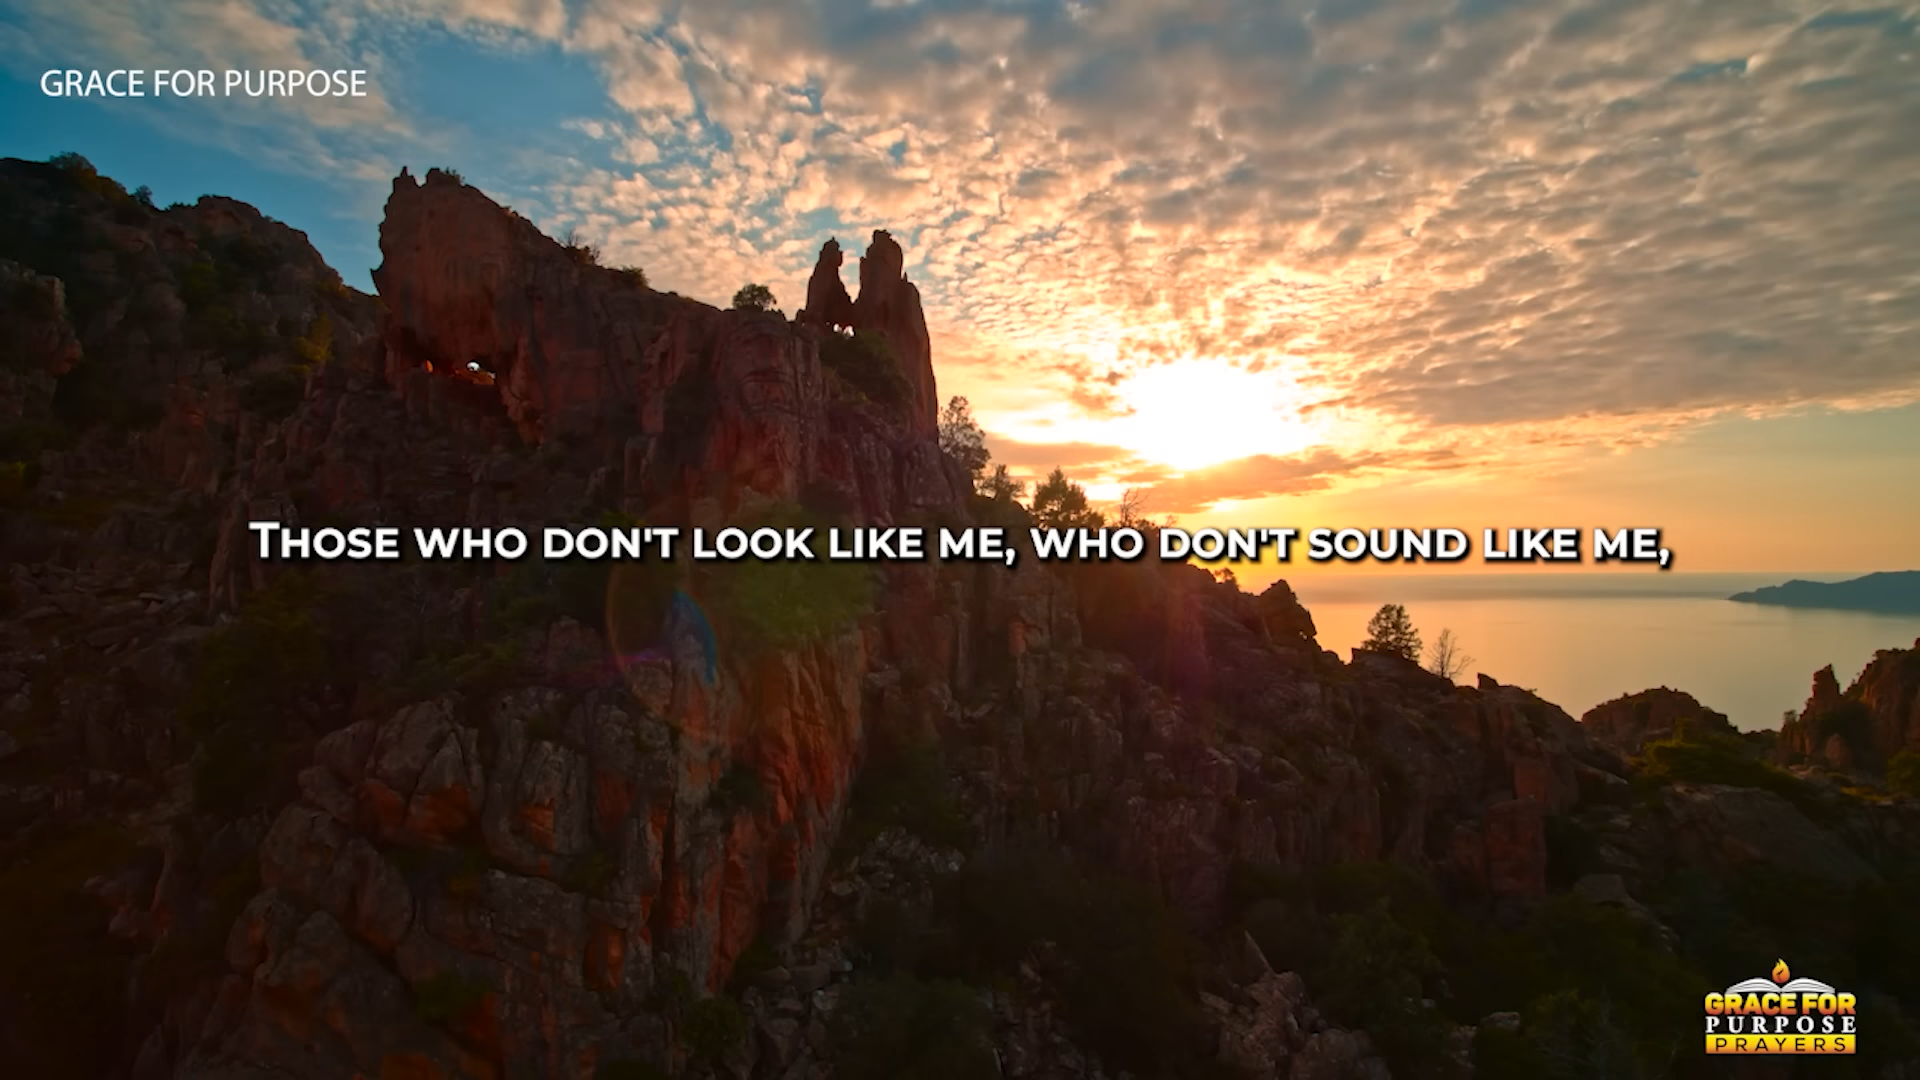 GRACE FOR PURPOSE
THOSE WHO DON'T LOOK LIKE ME, WHO DON'T SOUND LIKE ME,
GRACE FOR
PURPOSE
PRAYERS